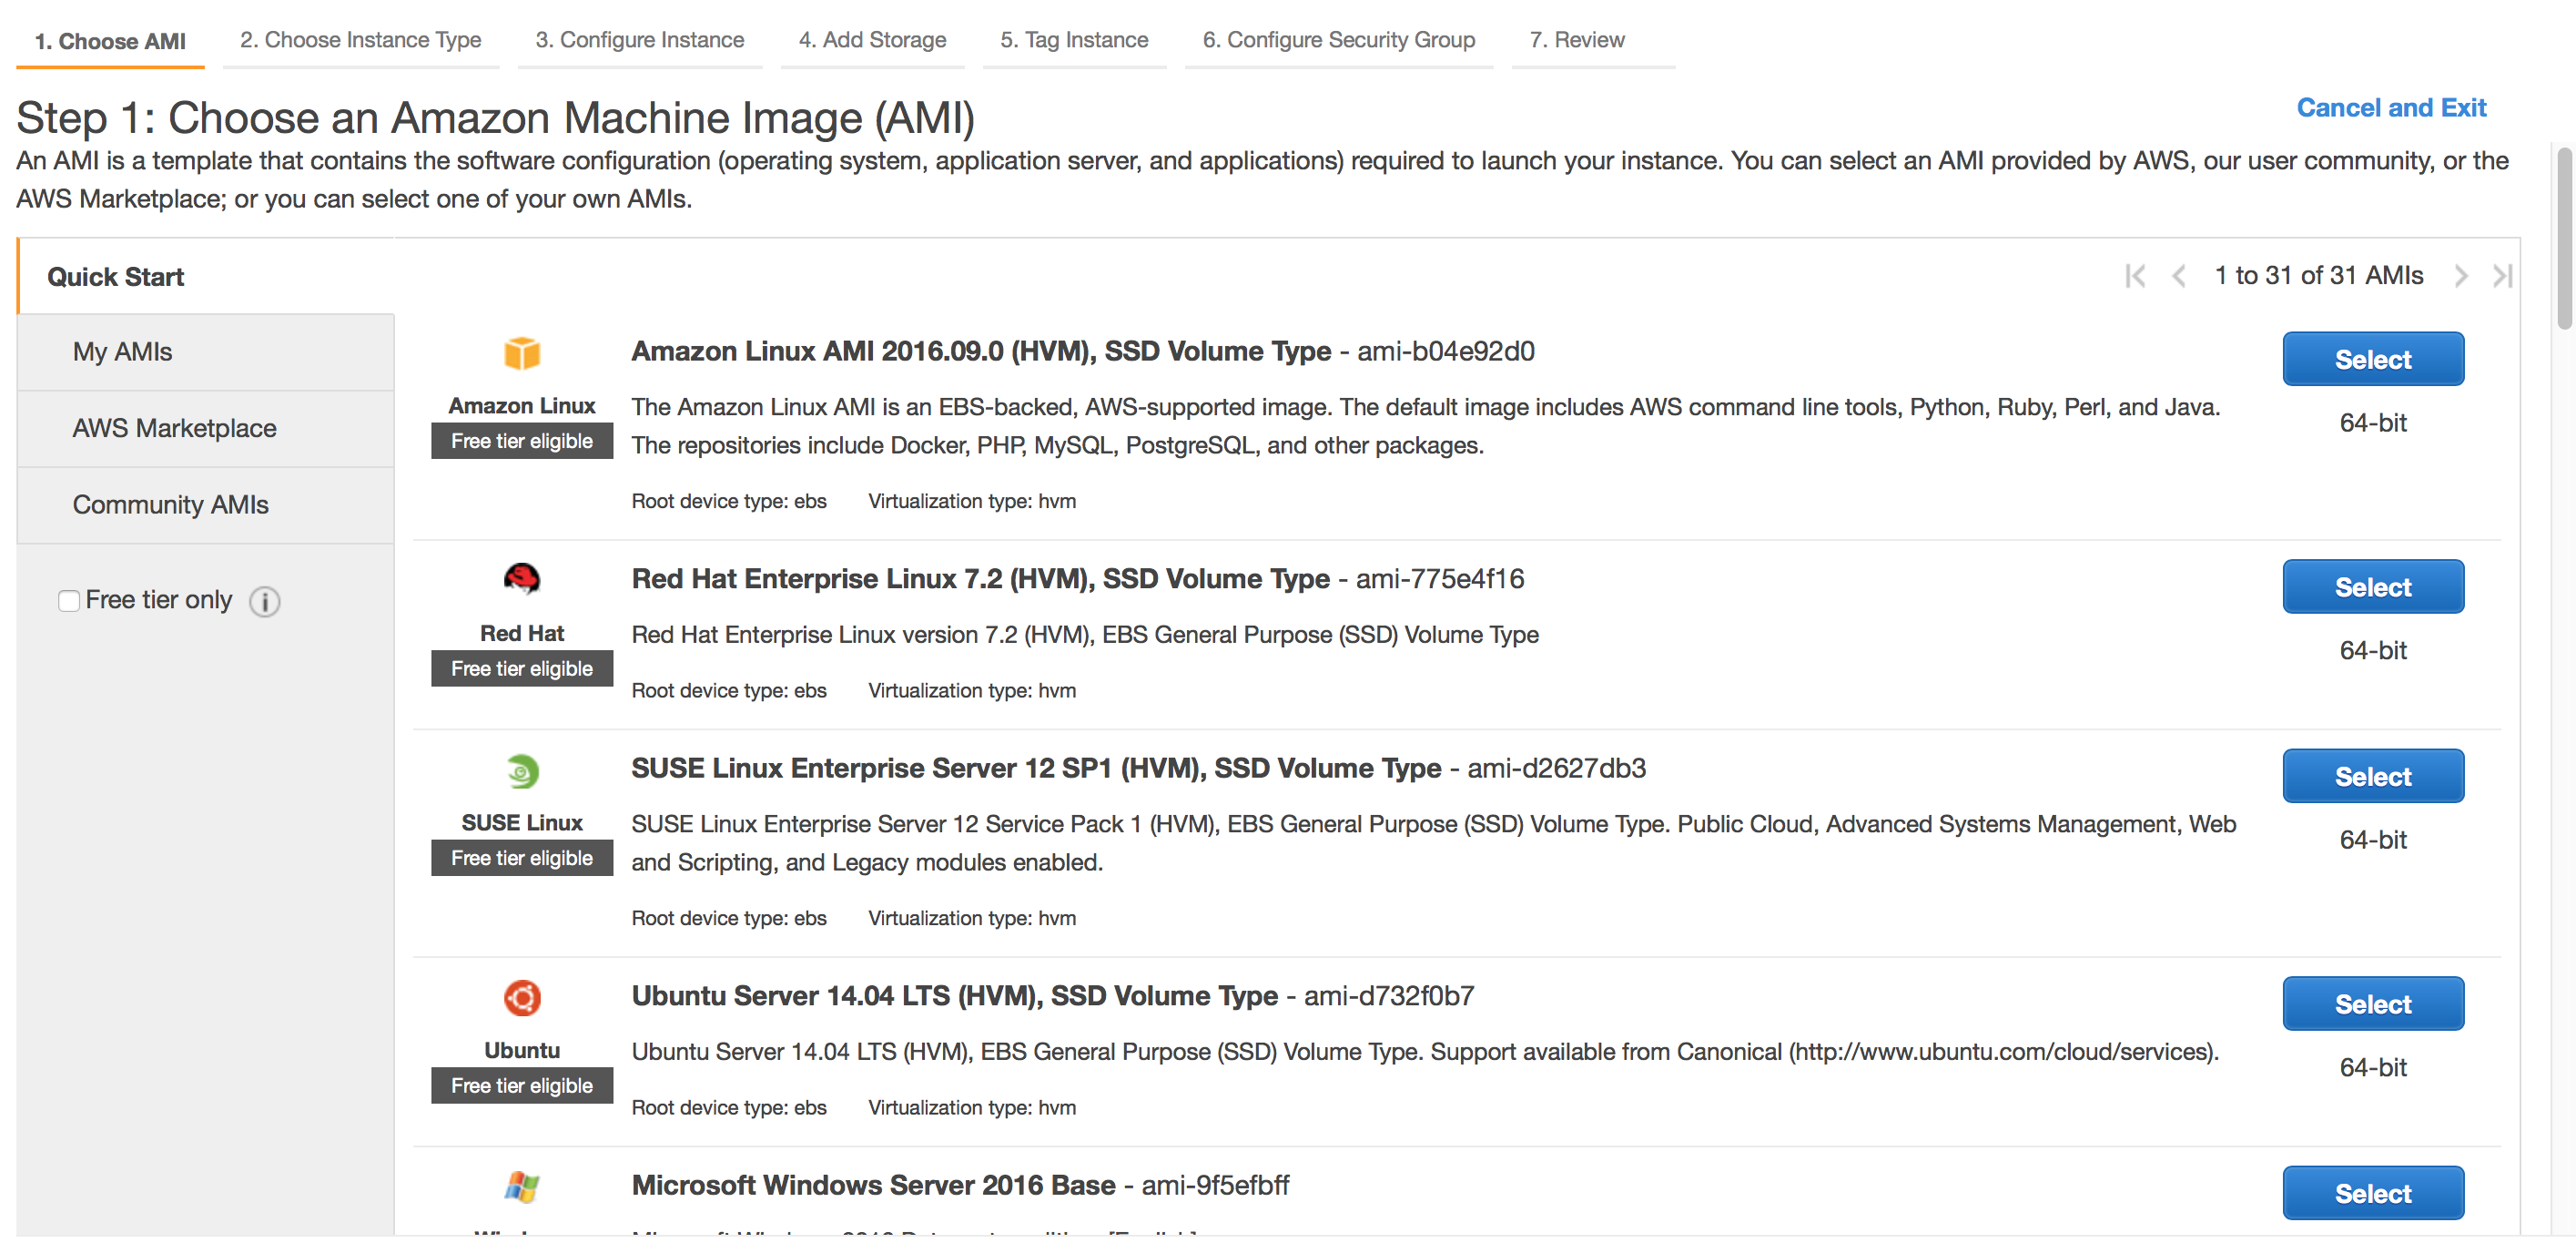 1. Choose AMI
2. Choose Instance Type
3. Configure Instance
4. Add Storage
5. Tag Instance
6. Configure Security Group
7. Review
Step 1: Choose an Amazon Machine Image (AMI)
Cancel and Exit
An AMI is a template that contains the software configuration (operating system, application server, and applications) required to launch your instance. You can select an AMI provided by AWS, our user community, or the
AWS Marketplace; or you can select one of your own AMIs.
Quick Start
My AMIs
AWS Marketplace
Community AMIs
Free tier only
1 to 31 of 31 AMIs
Amazon Linux
Free tier eligible
Amazon Linux AMI 2016.09.0 (HVM), SSD Volume Type - ami-b04e92d0
The Amazon Linux AMI is an EBS-backed, AWS-supported image. The default image includes AWS command line tools, Python, Ruby, Perl, and Java.
The repositories include Docker, PHP, MySQL, PostgreSQL, and other packages.
Root device type: ebs Virtualization type: hvm
Select
64-bit
Red Hat
Free tier eligible
Red Hat Enterprise Linux 7.2 (HVM), SSD Volume Type - ami-775e4f16
Red Hat Enterprise Linux version 7.2 (HVM), EBS General Purpose (SSD) Volume Type
Root device type: ebs Virtualization type: hvm
Select
64-bit
SUSE Linux
Free tier eligible
SUSE Linux Enterprise Server 12 SP1 (HVM), SSD Volume Type - ami-d2627db3
SUSE Linux Enterprise Server 12 Service Pack 1 (HVM), EBS General Purpose (SSD) Volume Type. Public Cloud, Advanced Systems Management, Web
and Scripting, and Legacy modules enabled.
Root device type: ebs Virtualization type: hvm
Select
64-bit
Ubuntu
Free tier eligible
Ubuntu Server 14.04 LTS (HVM), SSD Volume Type - ami-d732f0b7
Ubuntu Server 14.04 LTS (HVM), EBS General Purpose (SSD) Volume Type. Support available from Canonical (http://www.ubuntu.com/cloud/services).
Root device type: ebs Virtualization type: hvm
Select
64-bit
Microsoft Windows Server 2016 Base - ami-9f5efbff
Select